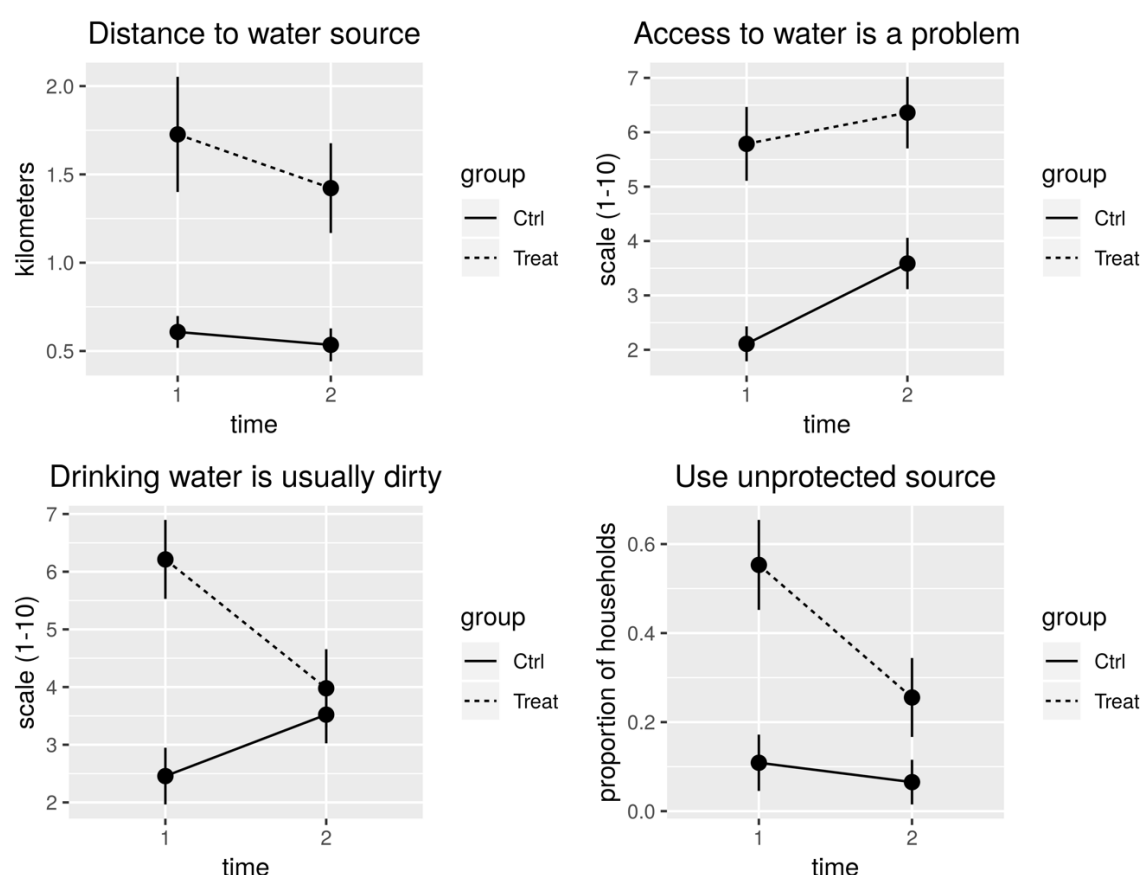 Distance to water source
kilometers
2.0
1.5
1.0
0.5
1
2
time
group
Ctrl
Treat
Access to water is a problem
scale (1-10)
7
6
5
4
3
2
1
2
time
group
Ctrl
Treat
Drinking water is usually dirty
scale (1-10)
7
6
5
4
3
2
1
2
time
group
Ctrl
Treat
Use unprotected source
proportion of households
0.6
0.4
0.2
0.0
1
2
time
group
Ctrl
Treat